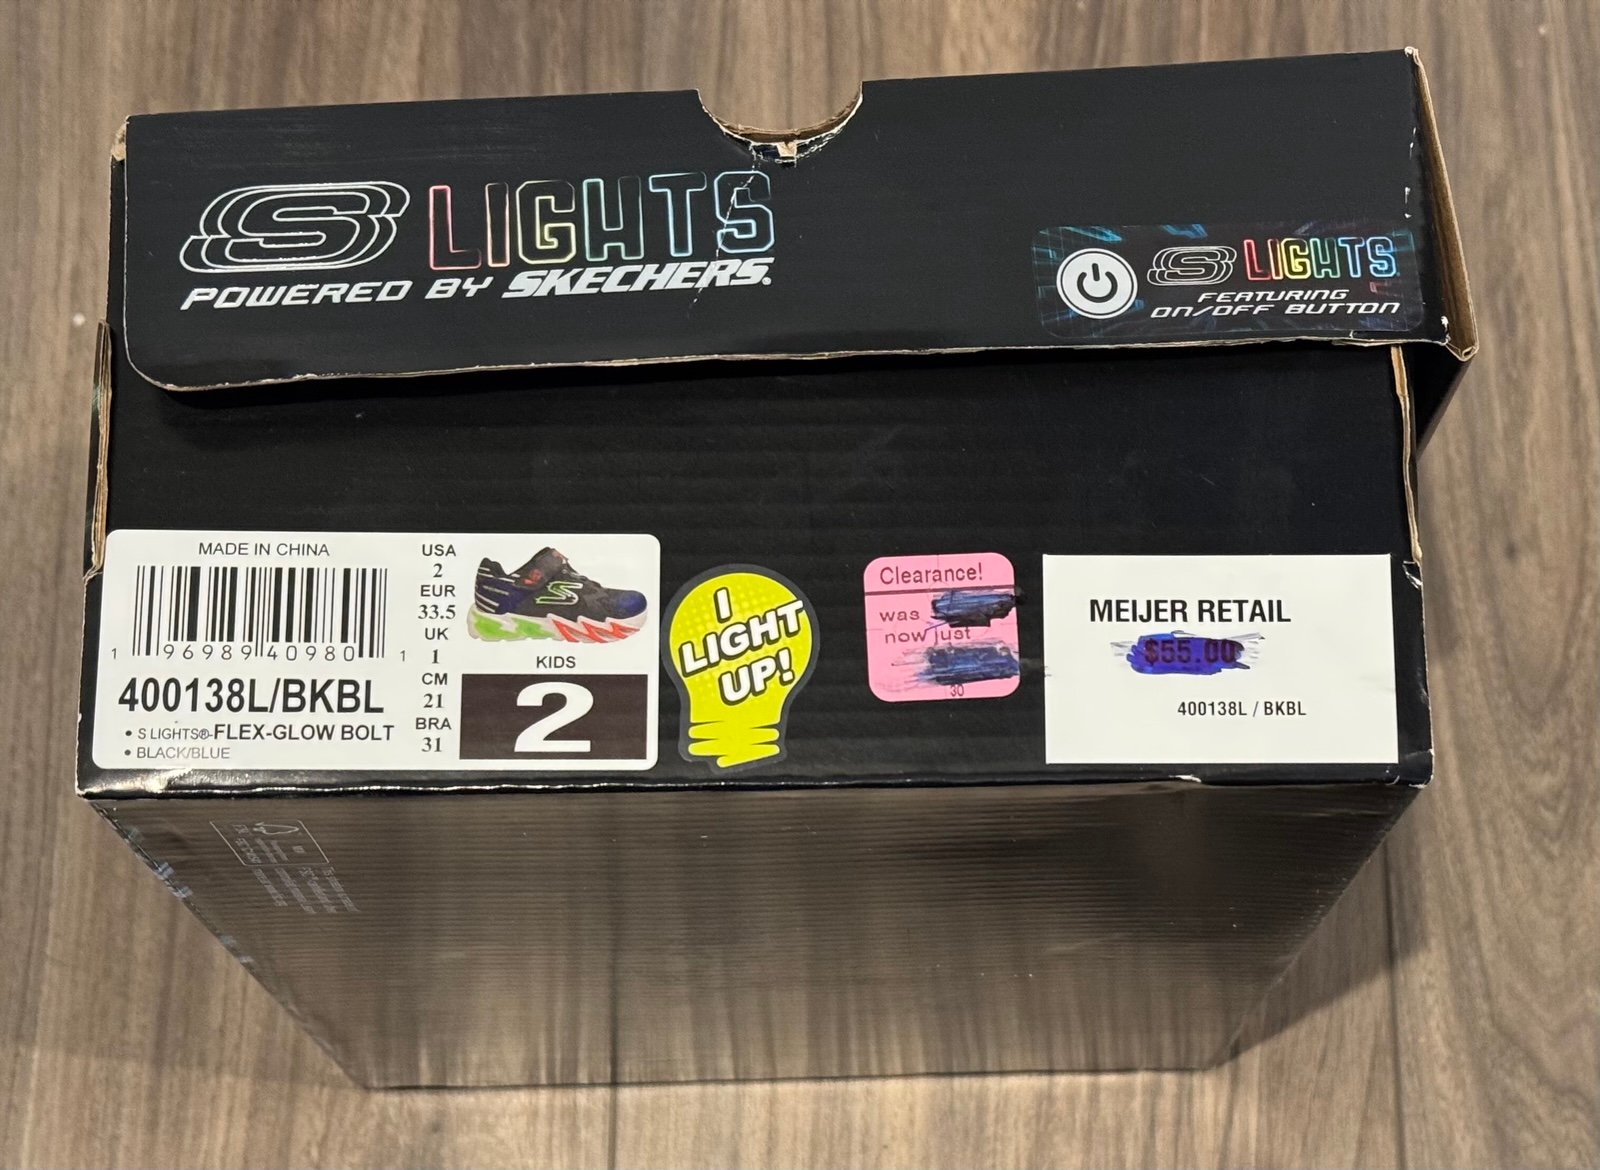 S LIGHTS
POWERED BY SKECHERS.
S LIGHTS
FEATURING
ON/OFF BUTTON
MADE IN CHINA
1 96989 40980 1
400138L/BKBL
• S LIGHTS®-FLEX-GLOW BOLT
• BLACK/BLUE
USA
2
EUR
33.5
UK
1
CM
21
BRA
31
KIDS
2
I
LIGHT
UP!
Clearance!
was
now just
30
MEIJER RETAIL
$55.00
400138L / BKBL